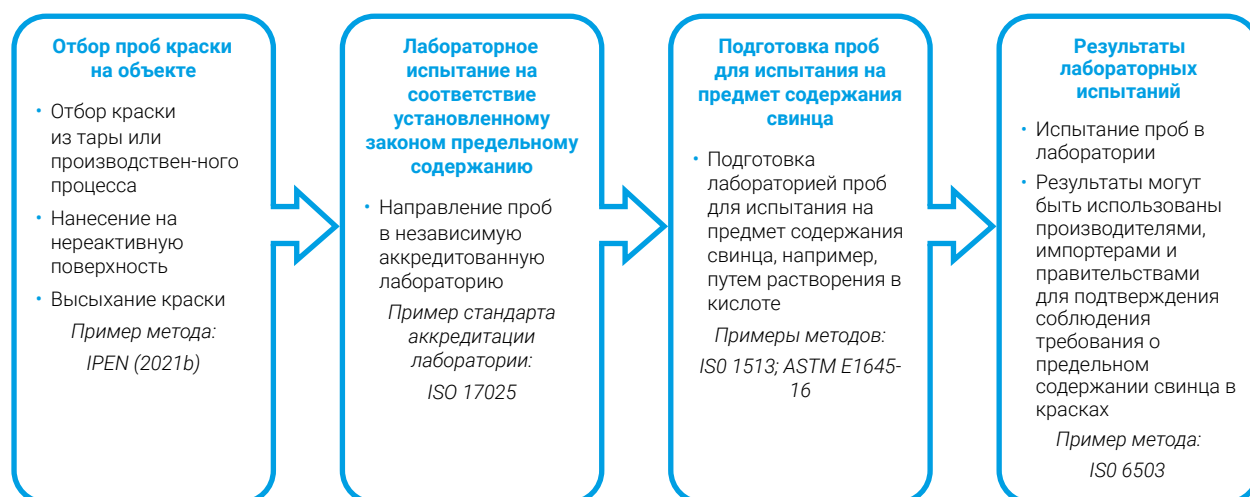 Отбор проб краски
на объекте
• Отбор краски
из тары или
производствен-ного
процесса
• Нанесение на
нереактивную
поверхность
• Высыхание краски
Пример метода:
IPEN (2021b)
Лабораторное
испытание на
соответствие
установленному
законом предельному
содержанию
• Направление проб
в независимую
аккредитованную
лабораторию
Пример стандарта
аккредитации
лаборатории:
ISO 17025
Подготовка проб
для испытания на
предмет содержания
свинца
• Подготовка
лабораторией проб
для испытания на
предмет содержания
свинца, например,
путем растворения в
кислоте
Примеры методов:
IS0 1513; ASTM E1645-
16
Результаты
лабораторных
испытаний
• Испытание проб в
лаборатории
• Результаты могут
быть использованы
производителями,
импортерами и
правительствами
для подтверждения
соблюдения
требования о
предельном
содержании свинца в
красках
Пример метода:
IS0 6503